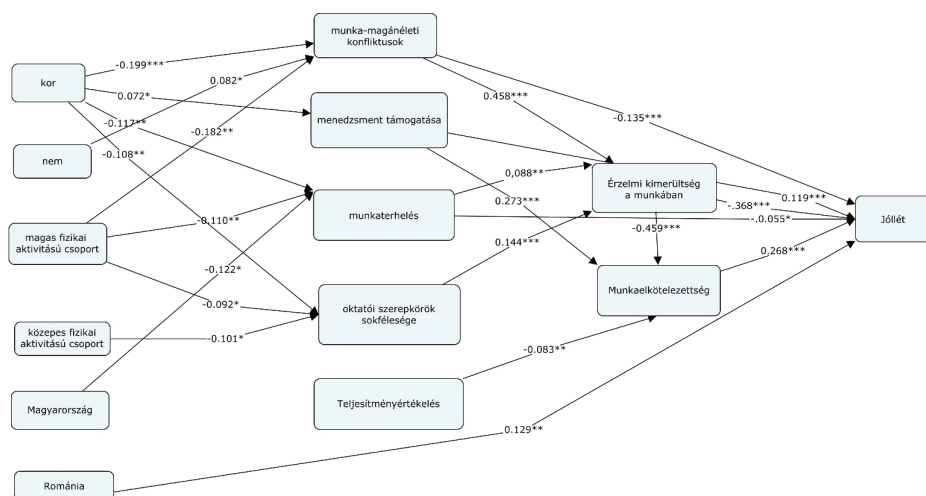 munka-magánéleti
konfliktusok
-0.199***
kor
0.082*
0.072*
0.458***
menedzsment támogatása
-0.117**
-0.135***
-0.182**
-0.108**
nem
0,088**
Érzelmi kimerültség
a munkában
0.119***
0.273***
-.368***
munkaterhelés
-0.110**
-.0.055*
Jóllét
magas fizikai
aktivitású csoport
-0.459***
0.144***
0.268***
-0.122*
Munkaelkötelezettség
-0.092*
oktatói szerepkörök
sokfélesége
közepes fizikai
aktivitású csoport
-0.101*
-0.083**
Teljesítményértékelés
Magyarország
0.129**
Románia